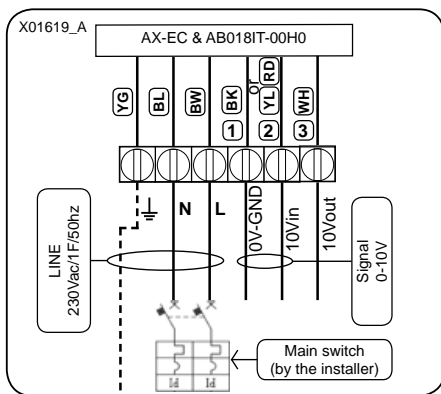 X01619_A
AX-EC & AB018IT-00H0
YG
BL
BW
BK
or
RD
YL
WH
1
2
3
N
L
0V-GND
10Vin
10Vout
LINE
230Vac/1F/50hz
Signal
0-10V
Main switch
(by the installer)
Id
Id